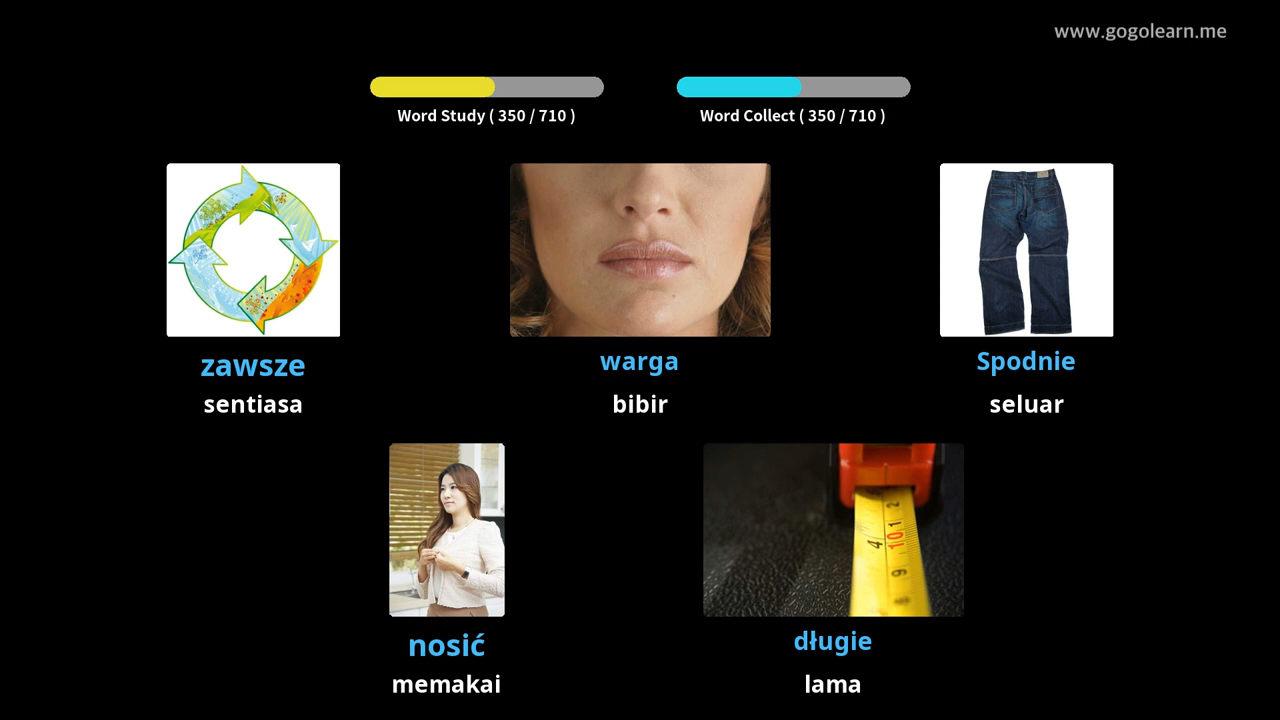 www.gogolearn.me
Word Study ( 350 / 710 )
Word Collect ( 350 / 710 )
zawsze
warga
Spodnie
sentiasa
bibir
seluar
nosić
długie
memakai
lama